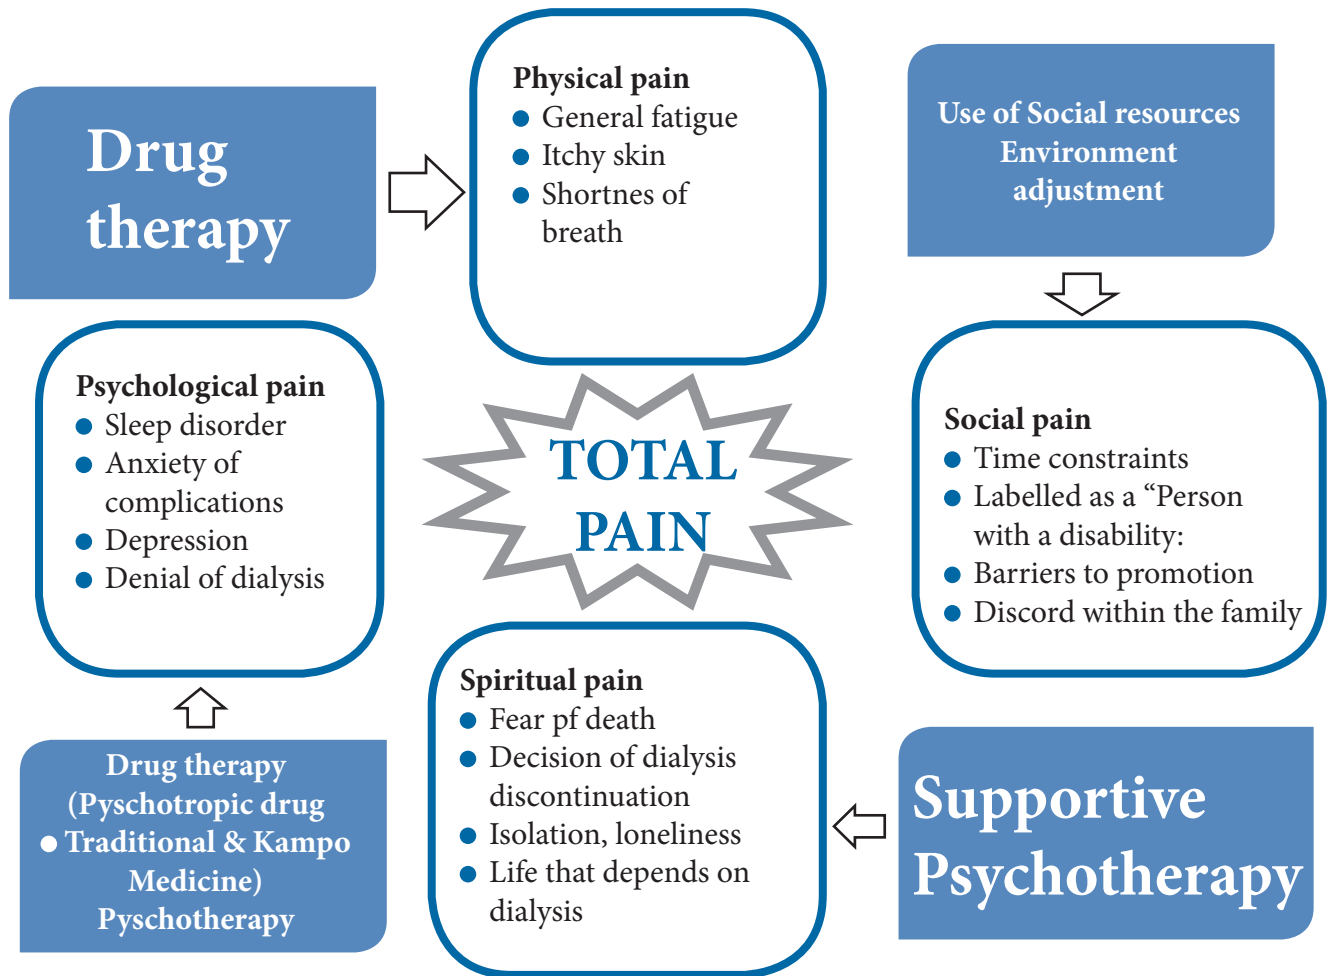 Drug
therapy
Physical pain
● General fatigue
● Itchy skin
● Shortnes of
breath
Use of Social resources
Environment
adjustment
Psychological pain
● Sleep disorder
● Anxiety of
complications
● Depression
● Denial of dialysis
TOTAL
PAIN
Social pain
● Time constraints
● Labelled as a “Person
with a disability:
● Barriers to promotion
● Discord within the family
Drug therapy
(Pyschotropic drug
● Traditional & Kampo
Medicine)
Pyschotherapy
Spiritual pain
● Fear pf death
● Decision of dialysis
discontinuation
● Isolation, loneliness
● Life that depends on
dialysis
Supportive
Psychotherapy